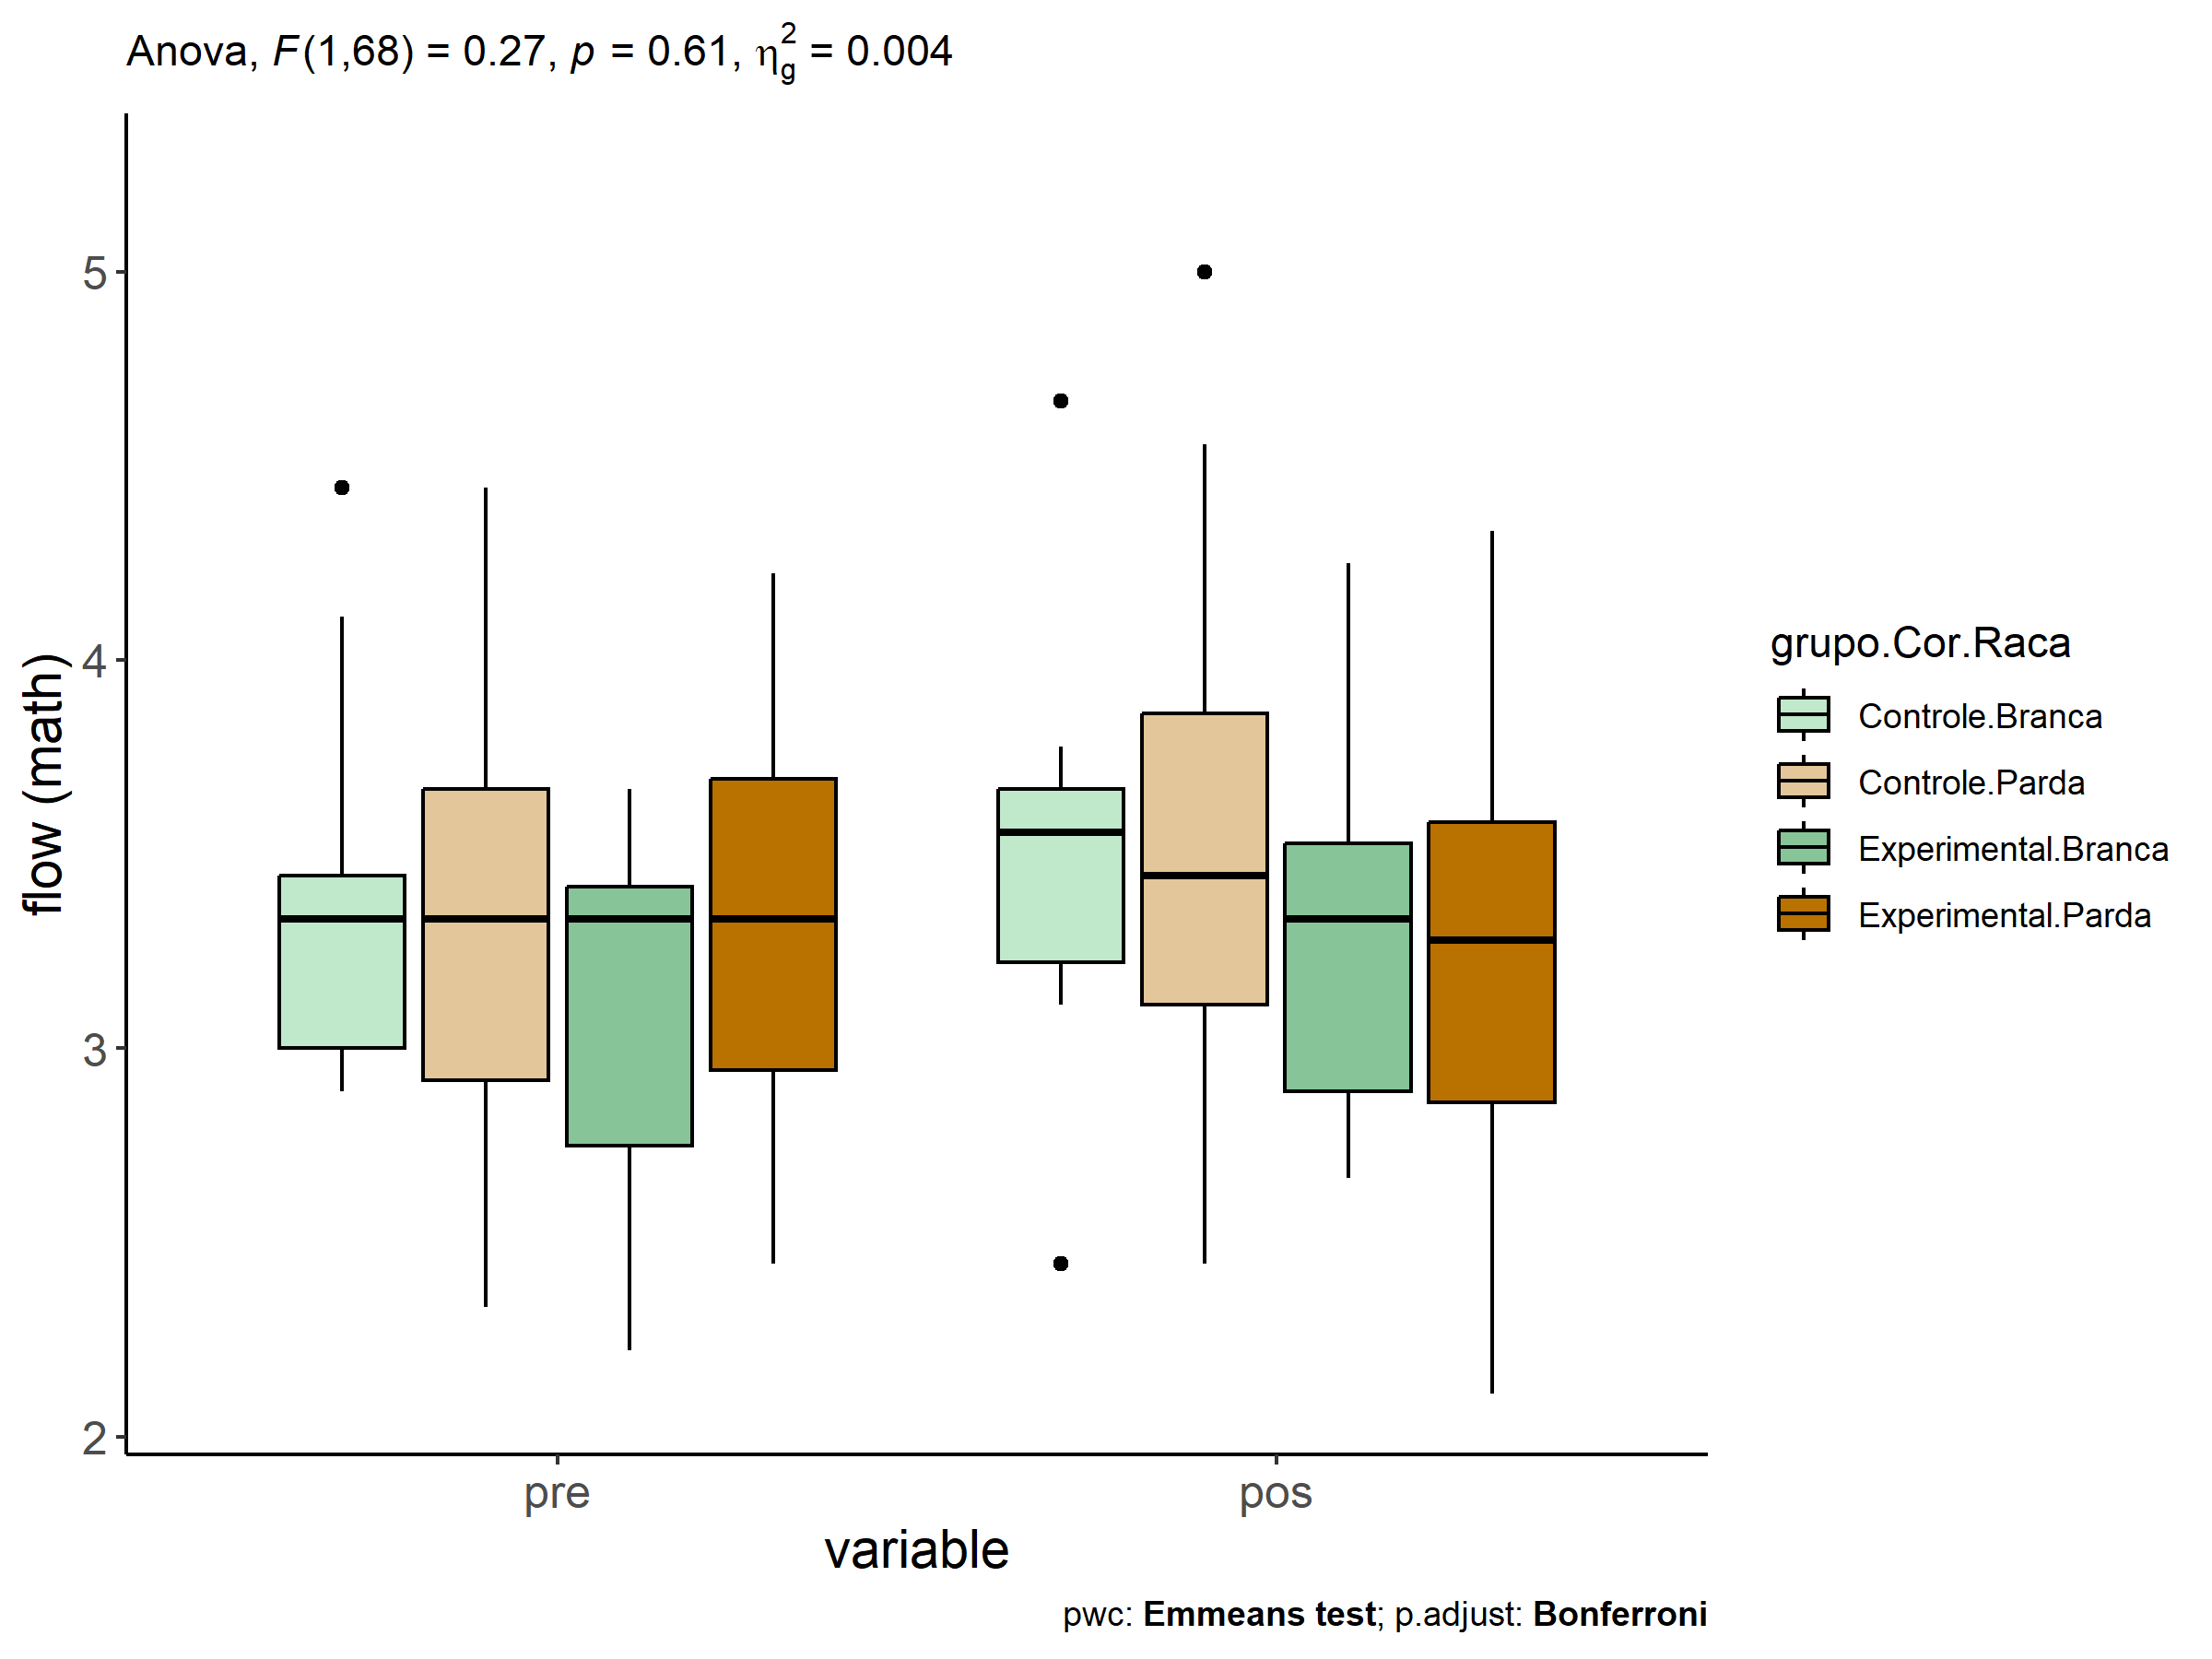 Anova, F(1,68) = 0.27, p = 0.61, η²g = 0.004
5
4
3
2
flow (math)
pre
pos
variable
grupo.Cor.Raca
Controle.Branca
Controle.Parda
Experimental.Branca
Experimental.Parda
pwc: Emmeans test; p.adjust: Bonferroni